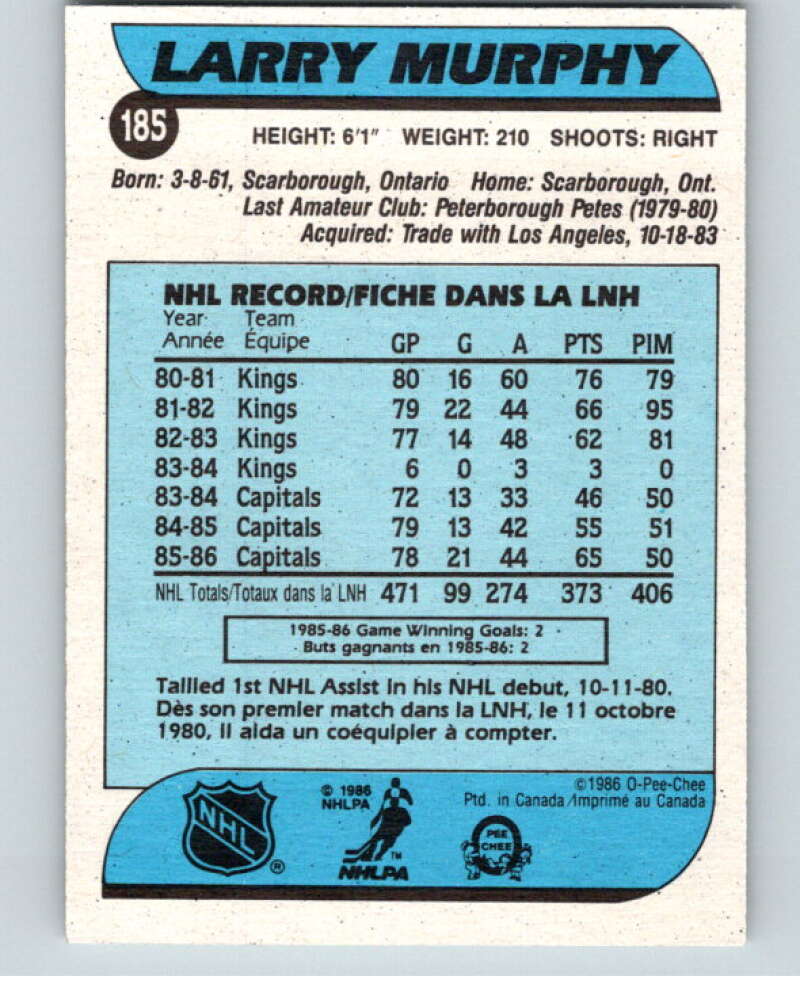 LARRY MURPHY
185
HEIGHT: 6'1" WEIGHT: 210 SHOOTS: RIGHT
Born: 3-8-61, Scarborough, Ontario Home: Scarborough, Ont.
Last Amateur Club: Peterborough Petes (1979-80)
Acquired: Trade with Los Angeles, 10-18-83
NHL RECORD/FICHE DANS LA LNH
Year Team
Année Équipe GP G A PTS PIM
80-81 Kings 80 16 60 76 79
81-82 Kings 79 22 44 66 95
82-83 Kings 77 14 48 62 81
83-84 Kings 6 0 3 3 0
83-84 Capitals 72 13 33 46 50
84-85 Capitals 79 13 42 55 51
85-86 Capitals 78 21 44 65 50
NHL Totals/Totaux dans la LNH 471 99 274 373 406
1985-86 Game Winning Goals: 2
Buts gagnants en 1985-86: 2
Tallied 1st NHL Assist in his NHL debut, 10-11-80.
Dès son premier match dans la LNH, le 11 octobre
1980, il aida un coéquipier à compter.
©1986 O-Pee-Chee
Ptd. in Canada/Imprimé au Canada
© 1986
NHLPA
NHL
®
TM
NHLPA
PEE
CHEE